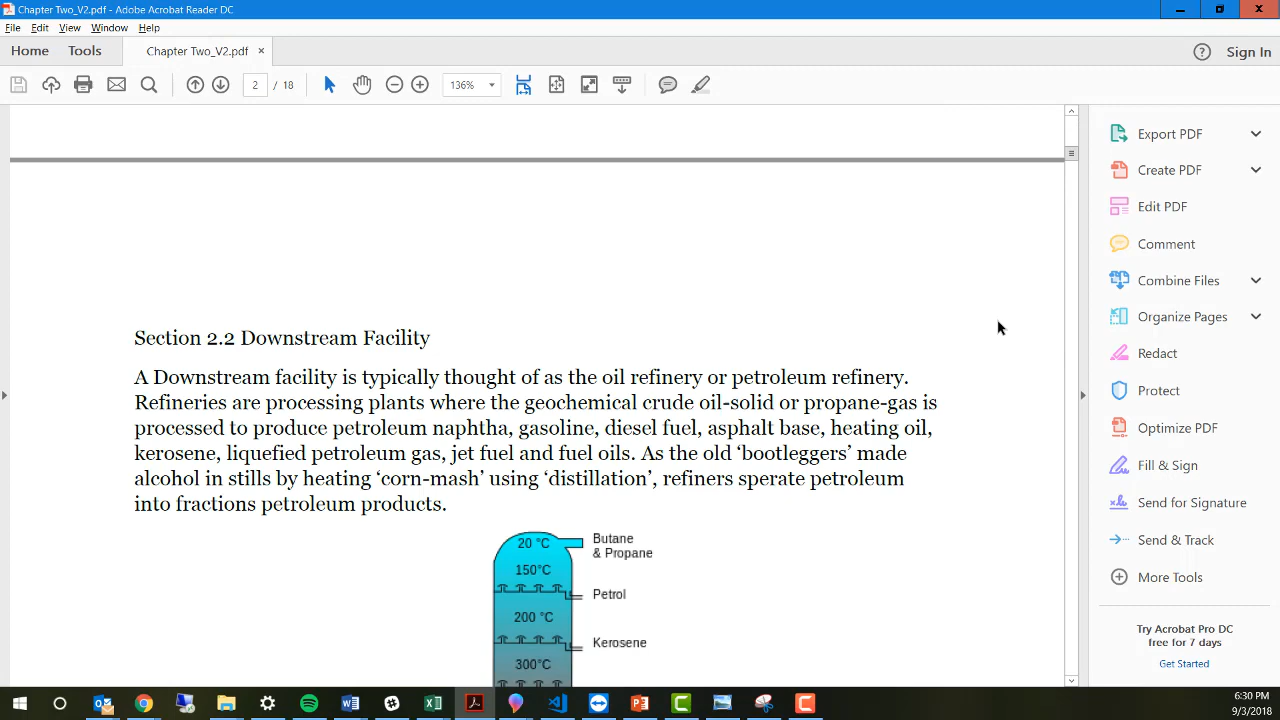 Chapter Two_V2.pdf - Adobe Acrobat Reader DC
File Edit View Window Help
Home Tools Chapter Two_V2.pdf × Sign In
2 / 18 136%
Section 2.2 Downstream Facility
A Downstream facility is typically thought of as the oil refinery or petroleum refinery.
Refineries are processing plants where the geochemical crude oil-solid or propane-gas is
processed to produce petroleum naphtha, gasoline, diesel fuel, asphalt base, heating oil,
kerosene, liquefied petroleum gas, jet fuel and fuel oils. As the old ‘bootleggers’ made
alcohol in stills by heating ‘corn-mash’ using ‘distillation’, refiners sperate petroleum
into fractions petroleum products.
20 °C
Butane
& Propane
150°C
Petrol
200 °C
Kerosene
300°C
Export PDF
Create PDF
Edit PDF
Comment
Combine Files
Organize Pages
Redact
Protect
Optimize PDF
Fill & Sign
Send for Signature
Send & Track
More Tools
Try Acrobat Pro DC
free for 7 days
Get Started
6:30 PM
9/3/2018